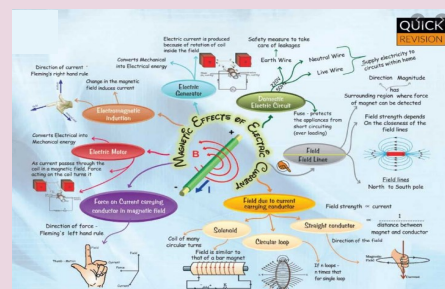 QUICK
REVISION
Electric current is produced
because of rotation of coil
inside the field
Safety measure to take
care of leakages
Converts Mechanical
into Electrical energy
Electric
Generator
Earth Wire
Neutral Wire
Live Wire
Supply electricity to
circuits within home
Domestic
Electric Circuit
Fuse - protects the
appliances from
short circuiting
(over loading)
Direction of current -
Fleming's right hand rule
Change in the magnetic
field induces current
Electromagnetic
Induction
Direction Magnitude
has
Surrounding region where force
of magnet can be detected
Field
Field Lines
Field strength depends
On the closeness of the
field lines
Field lines
North to South pole
Converts Electrical into
Mechanical energy
Electric Motor
As current passes through the
coil in a magnetic field, Force
acting on the coil turns it
MAGNETIC EFFECTS OF ELECTRIC CURRENT
B
Force on Current carrying
conductor in magnetic field
Direction of force -
Fleming's left hand rule
Field due to current
carrying conductor
Field strength =
1
distance between
magnet and conductor
Straight conductor
Direction of the field
Solenoid
Coil of many
circular turns
Field is similar to
that of a bar magnet
Circular loop
If n loops -
n times that
for single loop